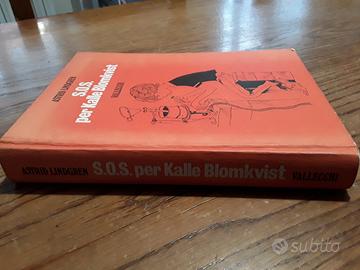 ASTRID LINDGREN
S.O.S.
per Kalle Blomkvist
VALLECCHI
ASTRID LINDGREN S.O.S. per Kalle Blomkvist VALLECCHI
subito